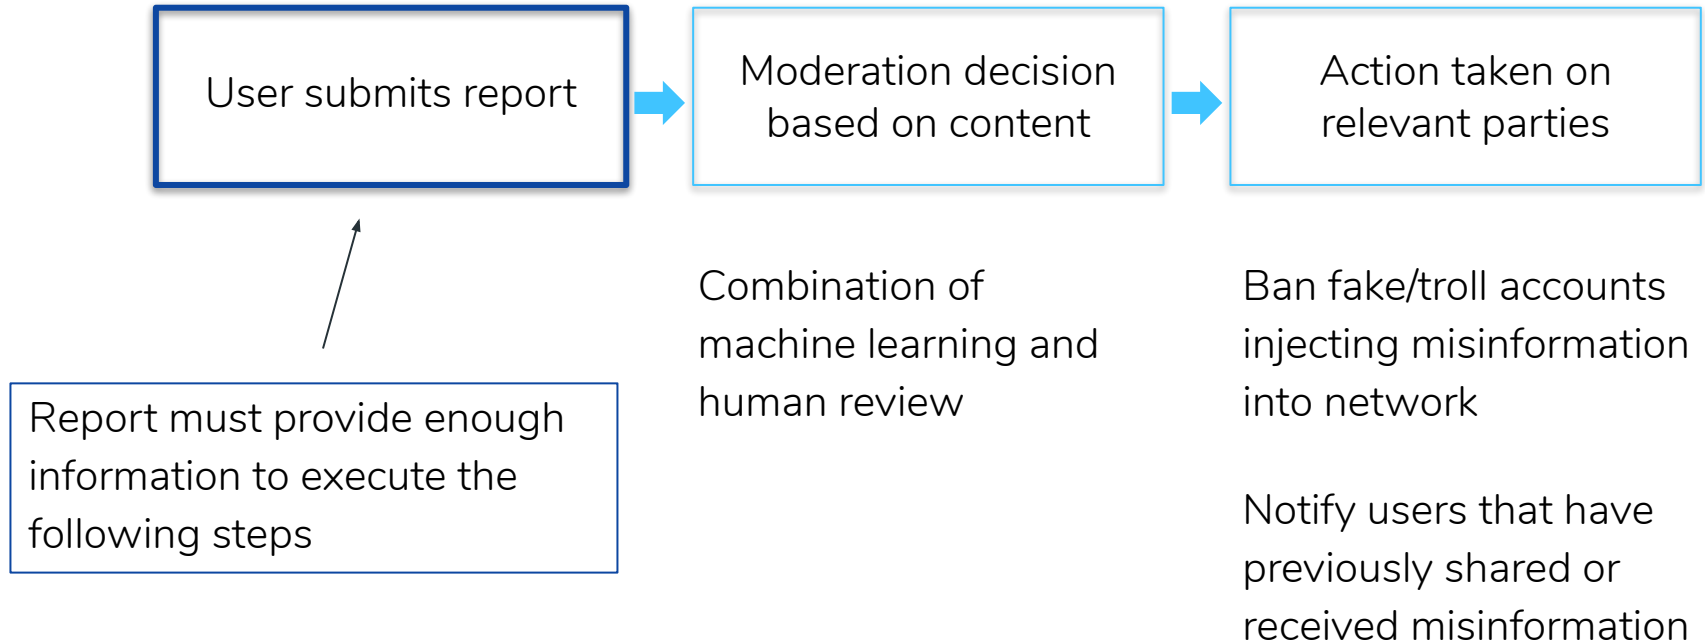 User submits report
Moderation decision
based on content
Action taken on
relevant parties
Report must provide enough
information to execute the
following steps
Combination of
machine learning and
human review
Ban fake/troll accounts
injecting misinformation
into network
Notify users that have
previously shared or
received misinformation